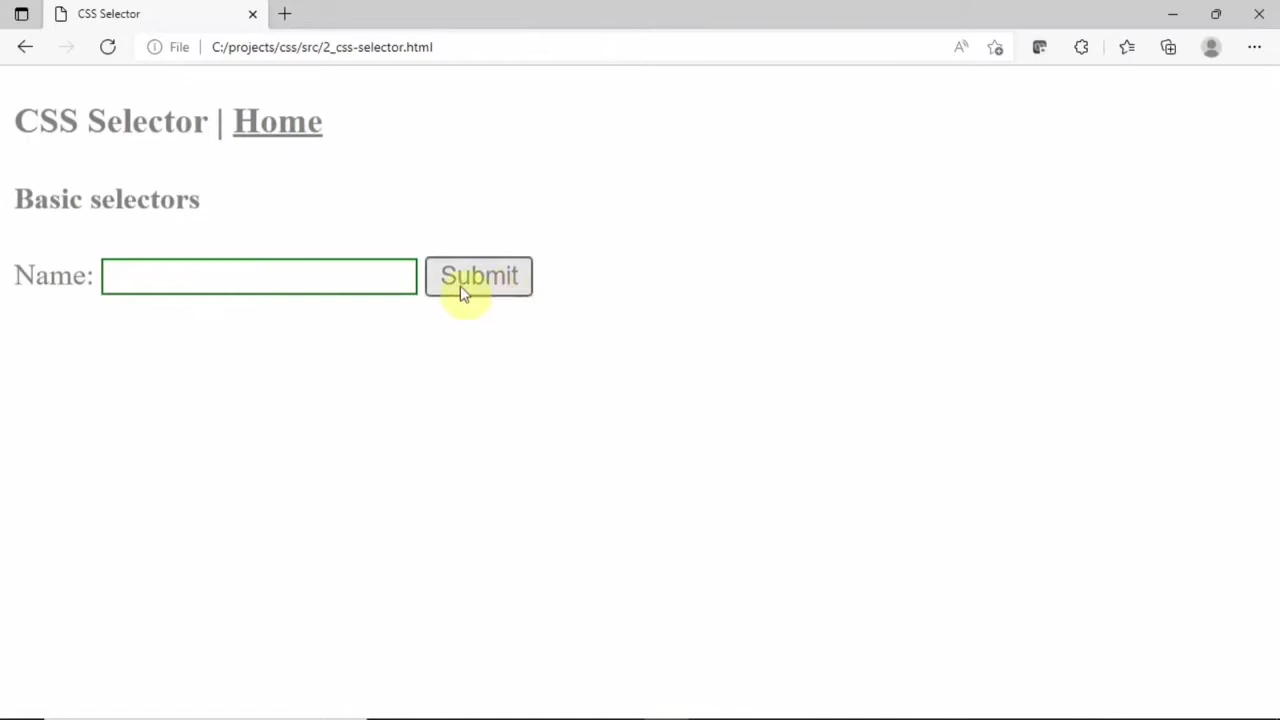 CSS Selector
File
C:/projects/css/src/2_css-selector.html
CSS Selector | Home
Basic selectors
Name:
Submit